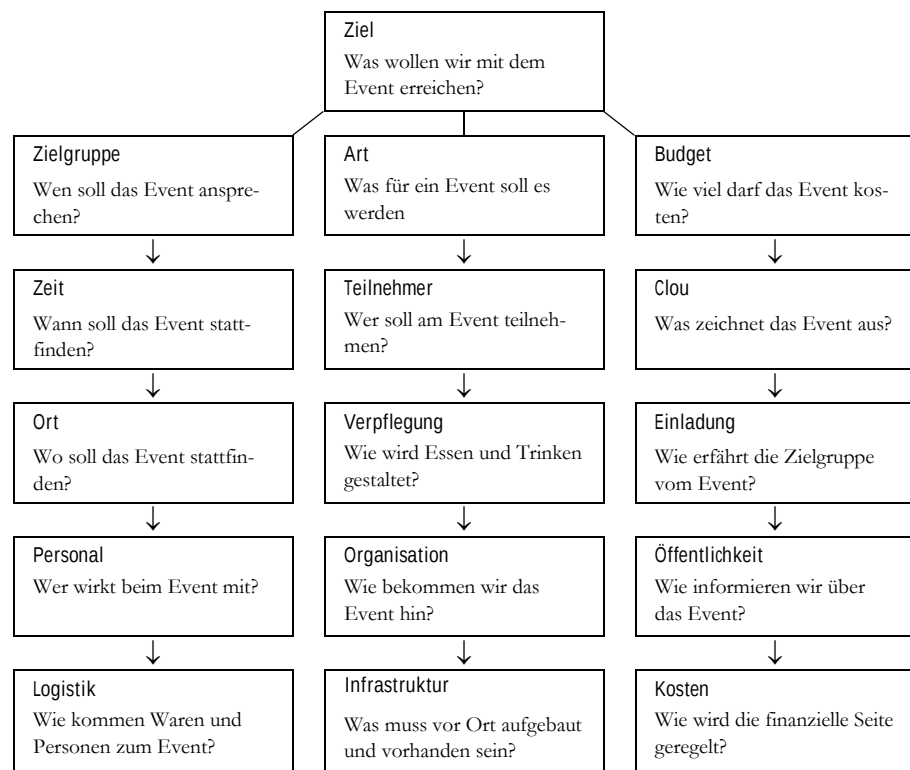 Ziel
Was wollen wir mit dem
Event erreichen?
Zielgruppe
Wen soll das Event anspre-
chen?
Art
Was für ein Event soll es
werden
Budget
Wie viel darf das Event kos-
ten?
Zeit
Wann soll das Event statt-
finden?
Teilnehmer
Wer soll am Event teilneh-
men?
Clou
Was zeichnet das Event aus?
Ort
Wo soll das Event stattfin-
den?
Verpflegung
Wie wird Essen und Trinken
gestaltet?
Einladung
Wie erfährt die Zielgruppe
vom Event?
Personal
Wer wirkt beim Event mit?
Organisation
Wie bekommen wir das
Event hin?
Öffentlichkeit
Wie informieren wir über
das Event?
Logistik
Wie kommen Waren und
Personen zum Event?
Infrastruktur
Was muss vor Ort aufgebaut
und vorhanden sein?
Kosten
Wie wird die finanzielle Seite
geregelt?